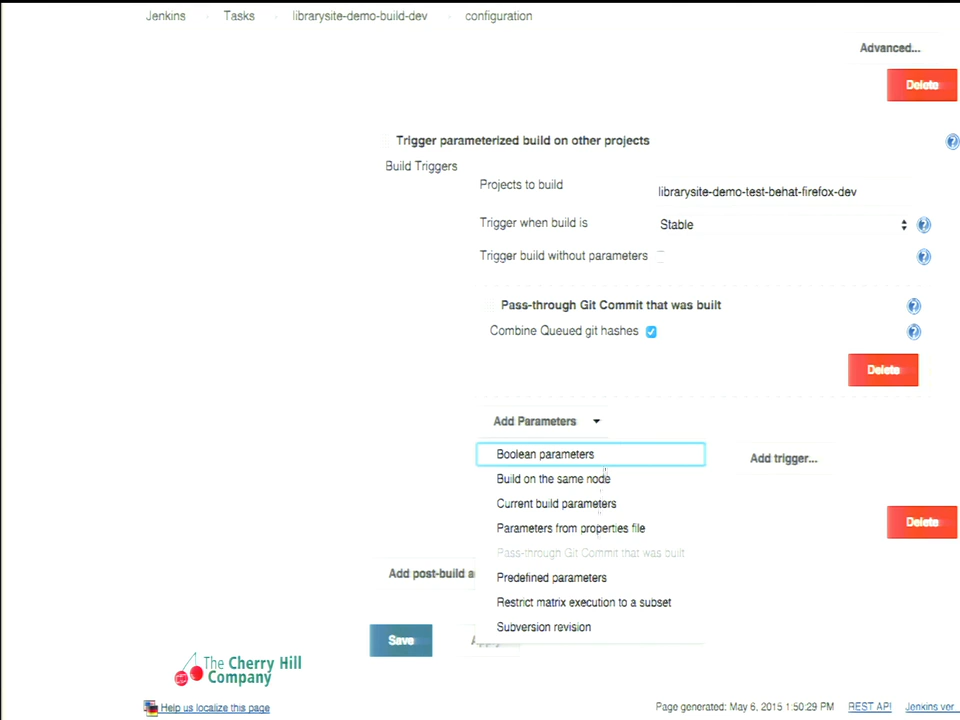 Jenkins Tasks librarysite-demo-build-dev configuration
Advanced...
Delete
Trigger parameterized build on other projects
Build Triggers
Projects to build librarysite-demo-test-behat-firefox-dev
Trigger when build is Stable
Trigger build without parameters
Pass-through Git Commit that was built
Combine Queued git hashes
Delete
Add Parameters
Boolean parameters
Add trigger...
Build on the same node
Current build parameters
Parameters from properties file
Delete
Pass-through Git Commit that was built
Add post-build a
Predefined parameters
Restrict matrix execution to a subset
Subversion revision
Save
The Cherry Hill
Company
Help us localize this page
Page generated: May 6, 2015 1:50:29 PM REST API Jenkins ver